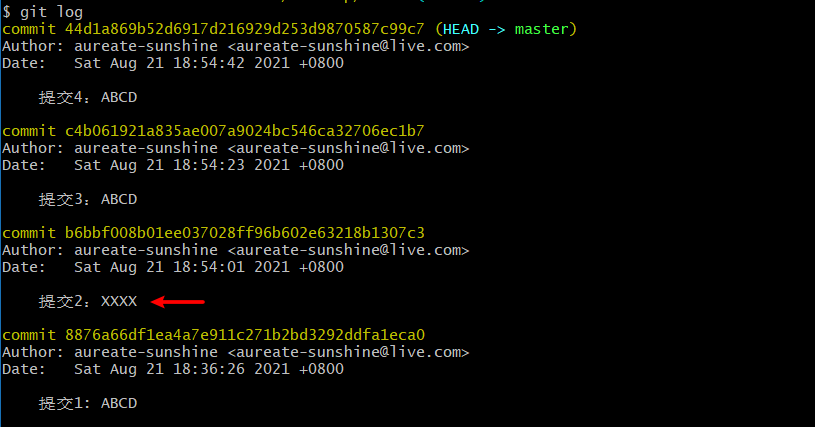 $ git log
commit 44d1a869b52d6917d216929d253d9870587c99c7 (HEAD -> master)
Author: aureate-sunshine <aureate-sunshine@live.com>
Date:   Sat Aug 21 18:54:42 2021 +0800
提交4：ABCD
commit c4b061921a835ae007a9024bc546ca32706ec1b7
Author: aureate-sunshine <aureate-sunshine@live.com>
Date:   Sat Aug 21 18:54:23 2021 +0800
提交3：ABCD
commit b6bbf008b01ee037028ff96b602e63218b1307c3
Author: aureate-sunshine <aureate-sunshine@live.com>
Date:   Sat Aug 21 18:54:01 2021 +0800
提交2：XXXX
commit 8876a66df1ea4a7e911c271b2bd3292ddfa1eca0
Author: aureate-sunshine <aureate-sunshine@live.com>
Date:   Sat Aug 21 18:36:26 2021 +0800
提交1: ABCD